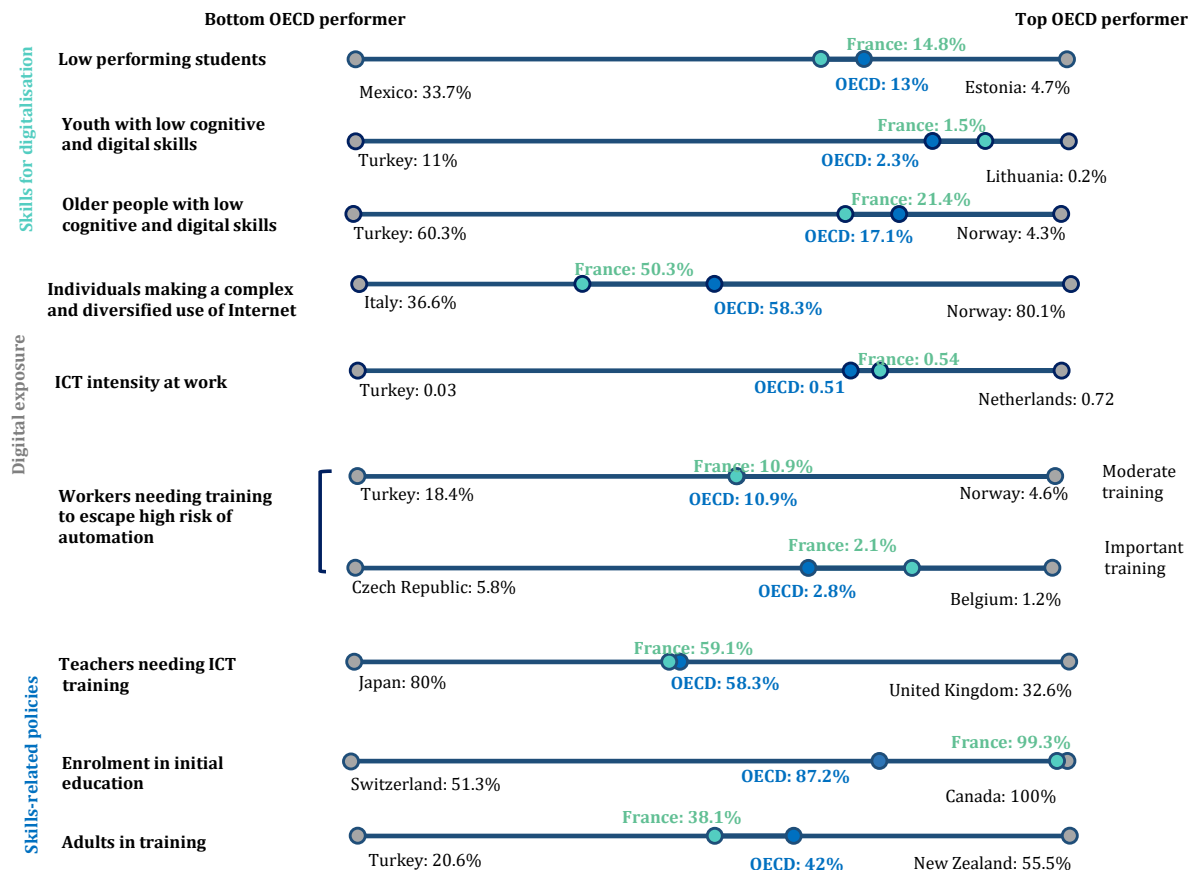 Bottom OECD performer
Top OECD performer
Skills for digitalisation
Low performing students
France: 14.8%
Mexico: 33.7%
OECD: 13%
Estonia: 4.7%
Youth with low cognitive
and digital skills
France: 1.5%
Turkey: 11%
OECD: 2.3%
Lithuania: 0.2%
Older people with low
cognitive and digital skills
France: 21.4%
Turkey: 60.3%
OECD: 17.1%
Norway: 4.3%
Digiital exposure
Individuals making a complex
and diversified use of Internet
France: 50.3%
Italy: 36.6%
OECD: 58.3%
Norway: 80.1%
ICT intensity at work
France: 0.54
Turkey: 0.03
OECD: 0.51
Netherlands: 0.72
Workers needing training
to escape high risk of
automation
France: 10.9%
Turkey: 18.4%
OECD: 10.9%
Norway: 4.6%
Moderate
training
France: 2.1%
Czech Republic: 5.8%
OECD: 2.8%
Belgium: 1.2%
Important
training
Skills-related policies
Teachers needing ICT
training
France: 59.1%
Japan: 80%
OECD: 58.3%
United Kingdom: 32.6%
Enrolment in initial
education
France: 99.3%
Switzerland: 51.3%
OECD: 87.2%
Canada: 100%
Adults in training
France: 38.1%
Turkey: 20.6%
OECD: 42%
New Zealand: 55.5%